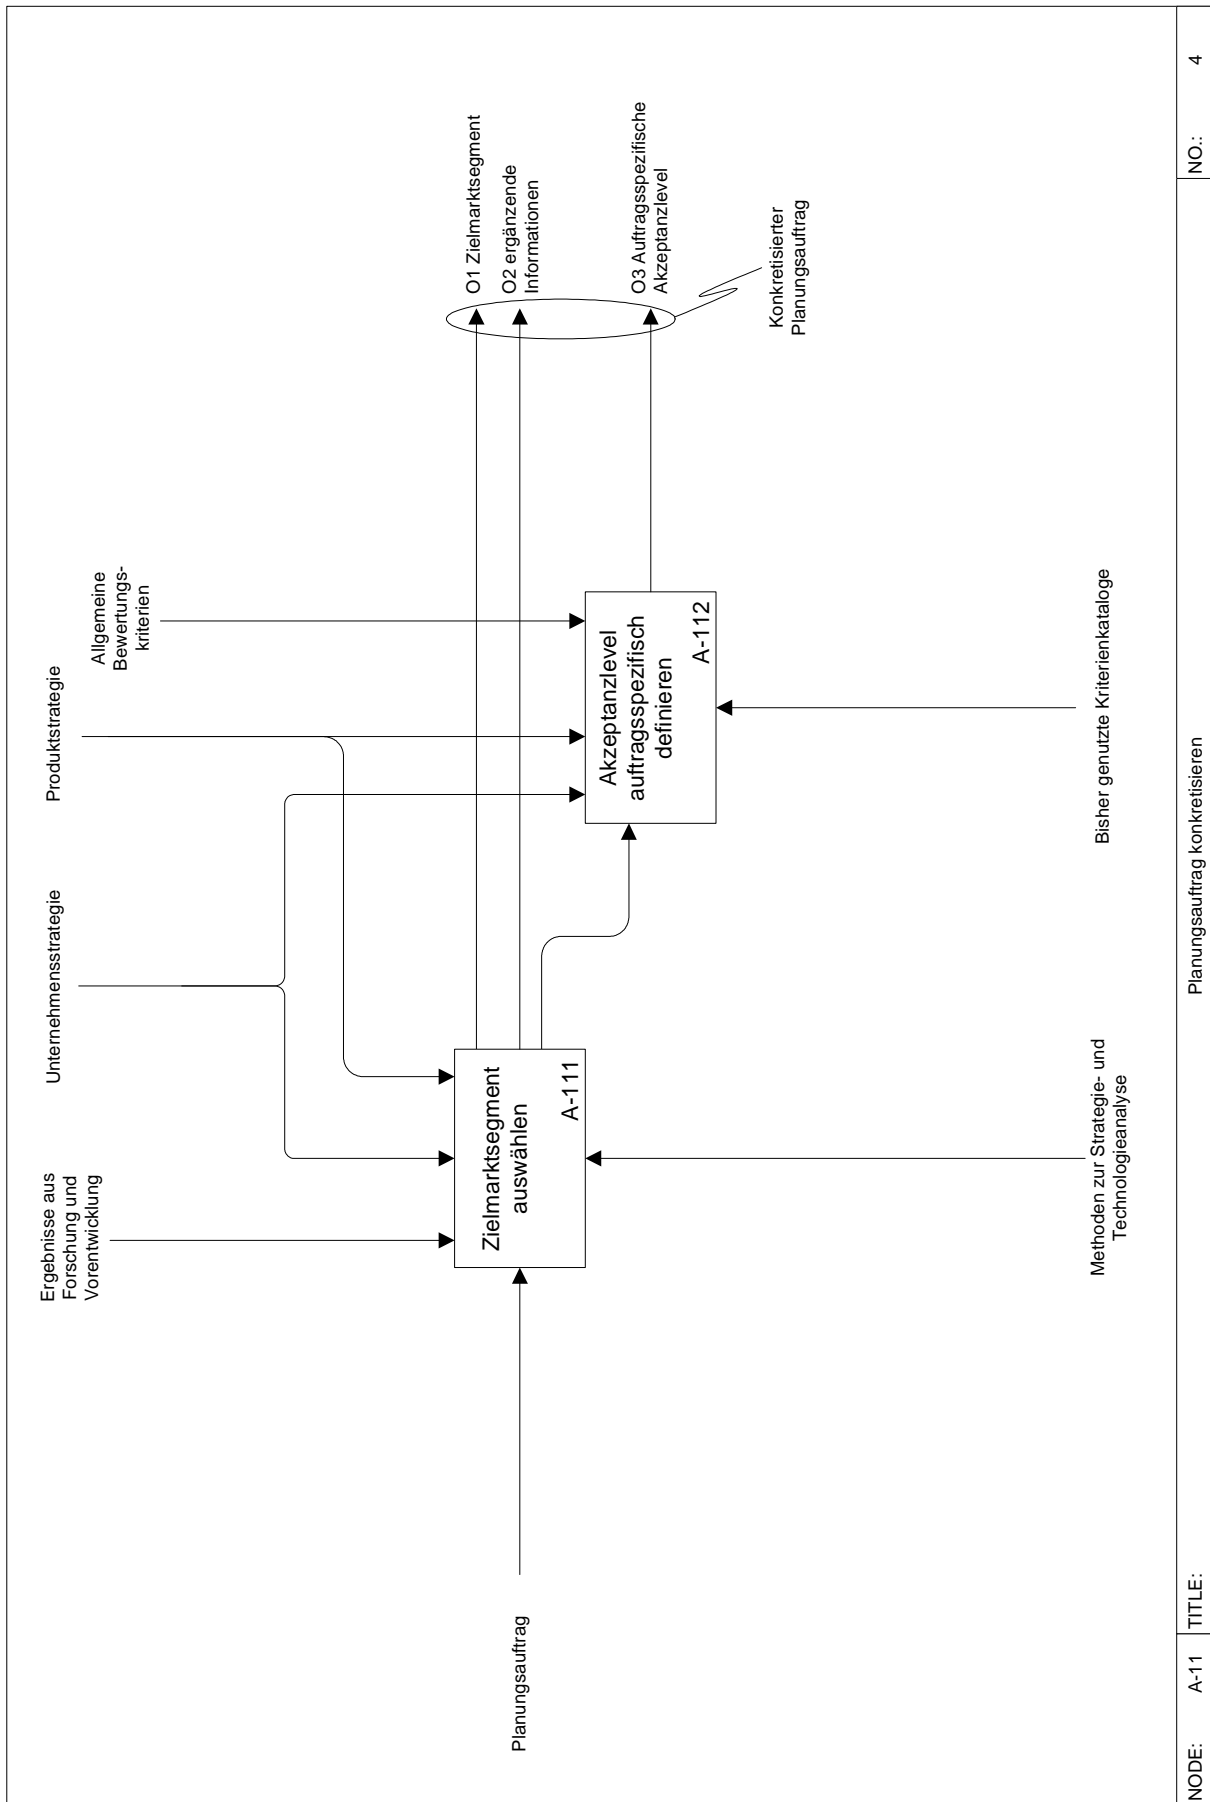 Ergebnisse aus
Forschung und
Vorentwicklung
Unternehmensstrategie
Produktstrategie
Allgemeine
Bewertungs-
kriterien
Planungsauftrag
Zielmarktsegment
auswählen
A-111
Akzeptanzlevel
auftragsspezifisch
definieren
A-112
O1 Zielmarktsegment
O2 ergänzende
Informationen
O3 Auftragsspezifische
Akzeptanzlevel
Konkretisierter
Planungsauftrag
Methoden zur Strategie- und
Technologieanalyse
Bisher genutzte Kriterienkataloge
NODE: A-11 TITLE: Planungsauftrag konkretisieren NO.: 4